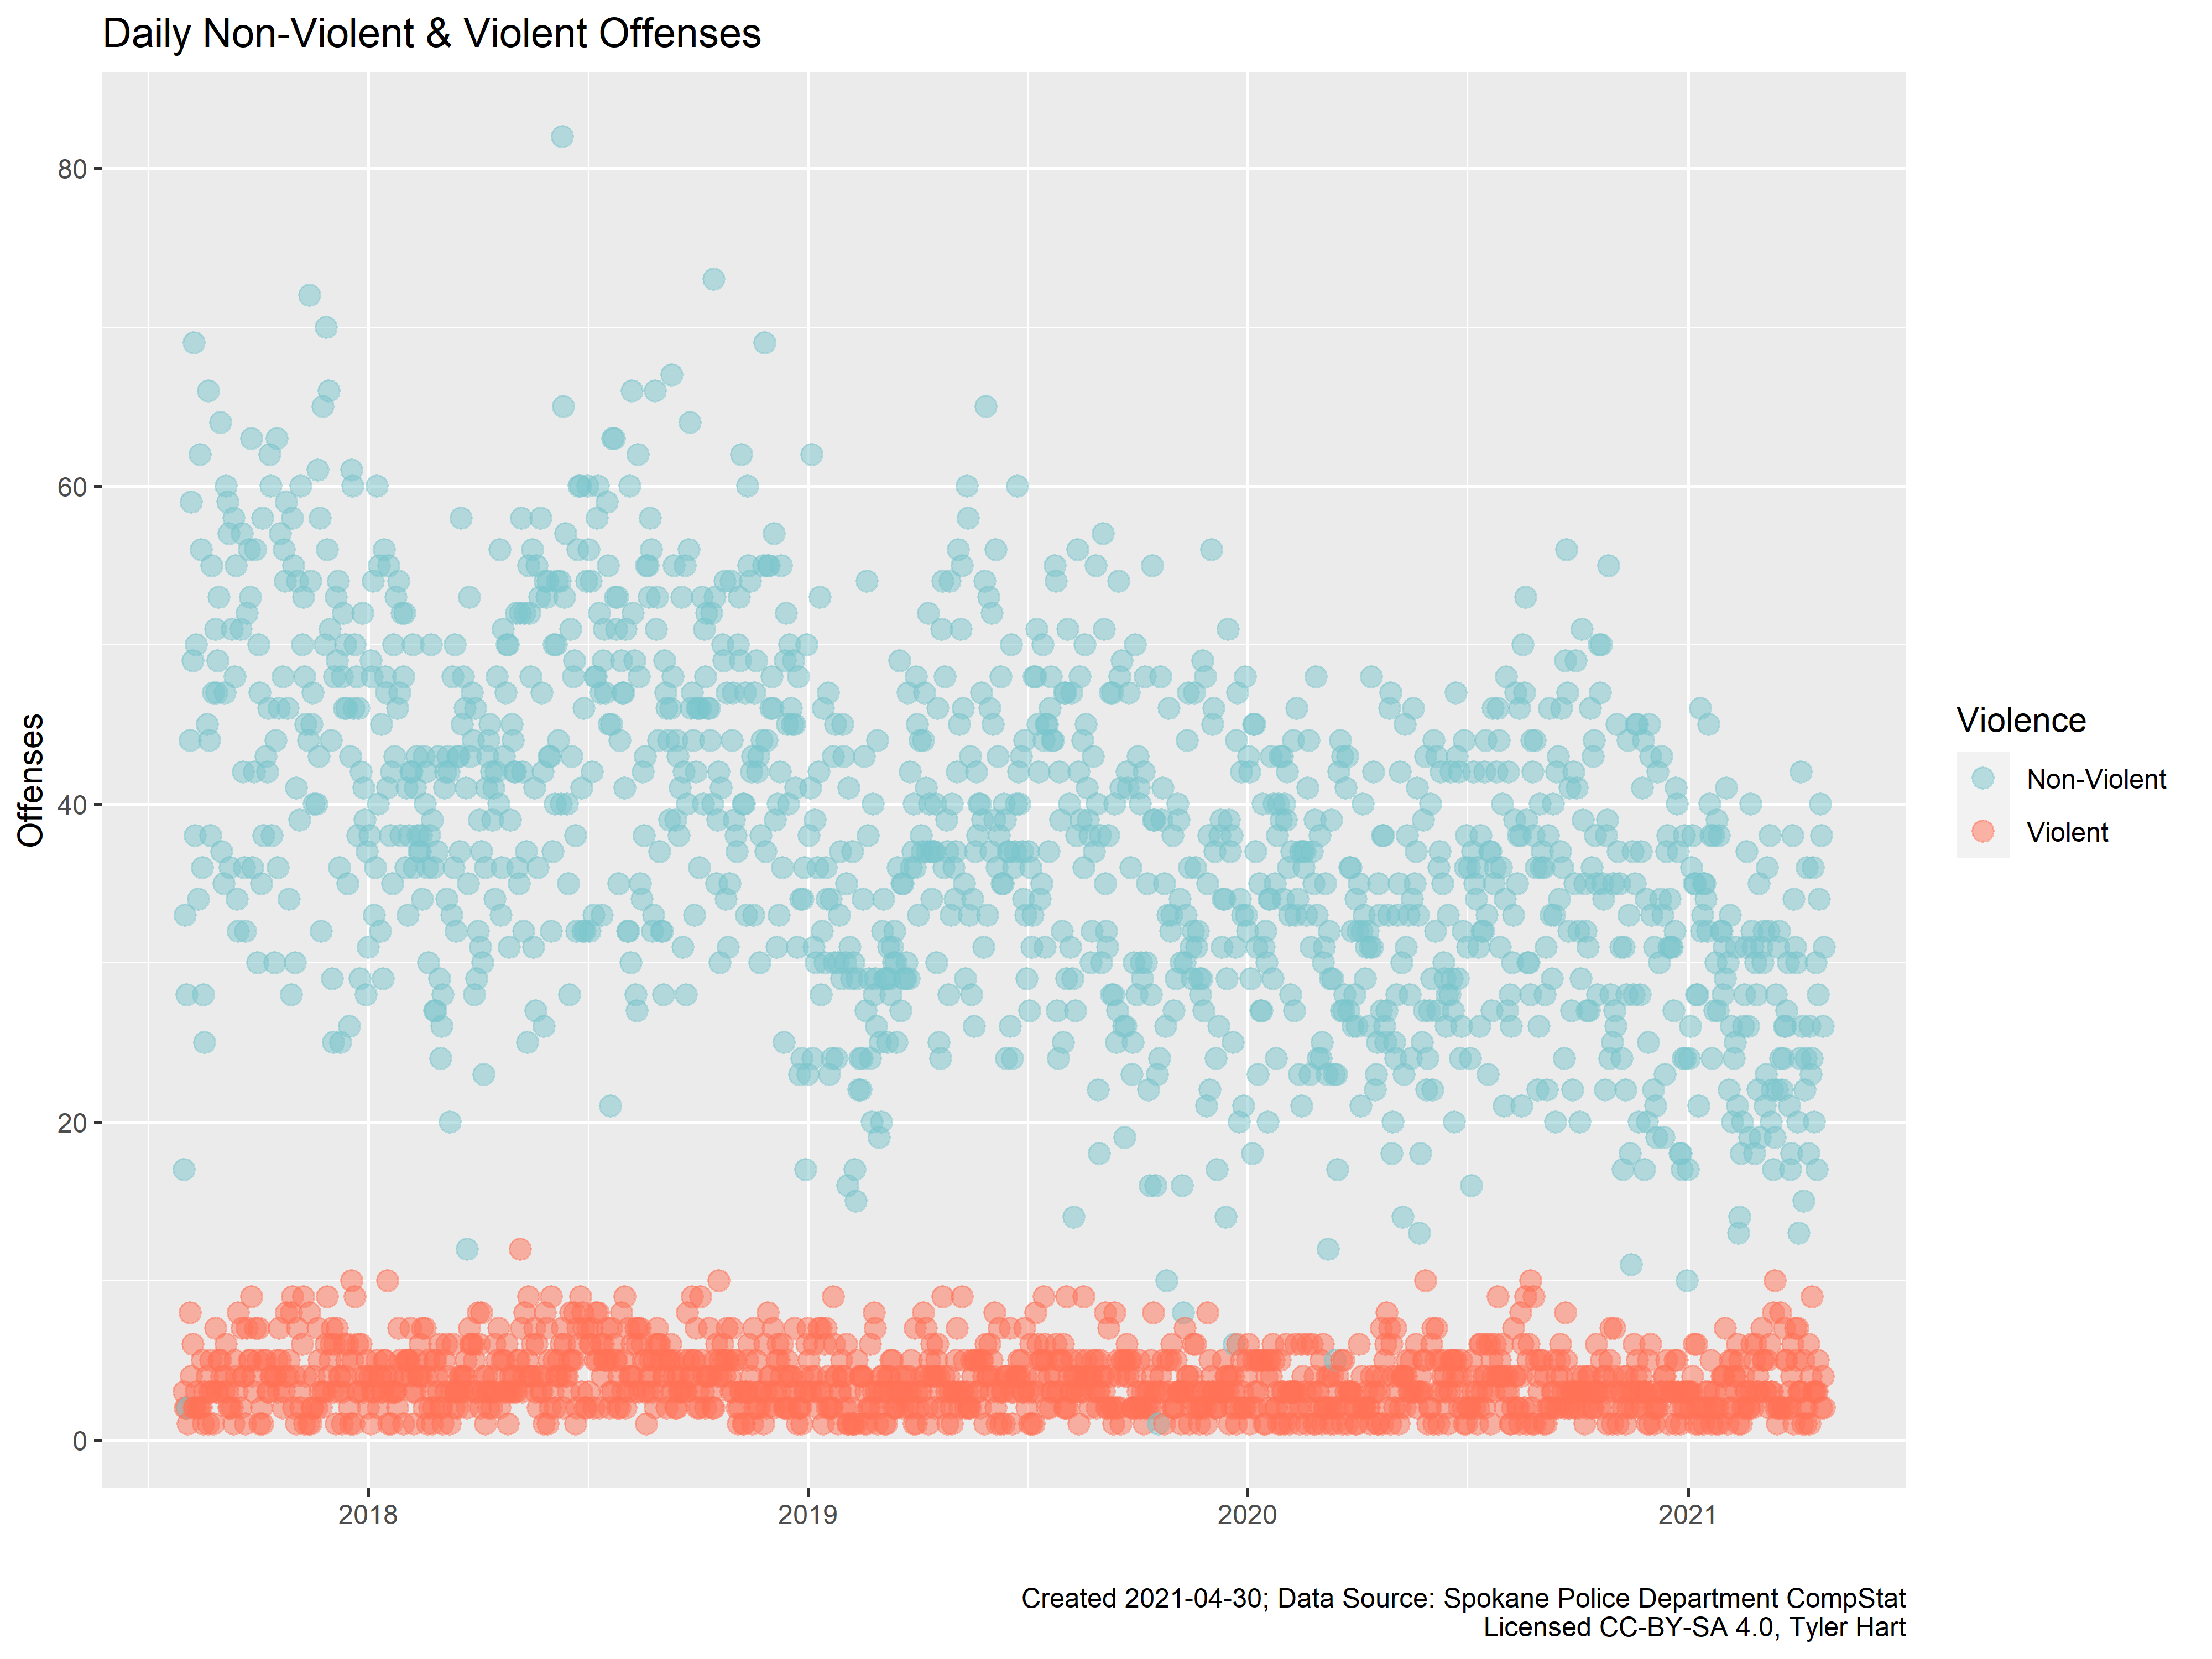 Daily Non-Violent & Violent Offenses
Offenses
80
60
40
20
0
2018
2019
2020
2021
Violence
Non-Violent
Violent
Created 2021-04-30; Data Source: Spokane Police Department CompStat
Licensed CC-BY-SA 4.0, Tyler Hart